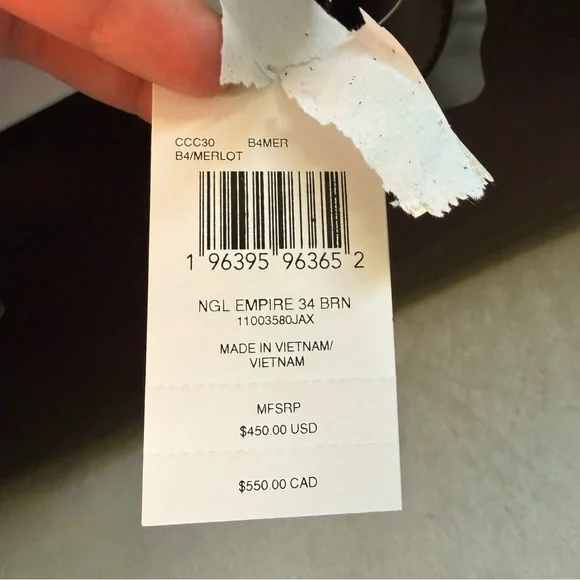 CCC30 B4MER
B4/MERLOT
1 96395 96365 2
NGL EMPIRE 34 BRN
11003580JAX
MADE IN VIETNAM/
VIETNAM
MFSRP
$450.00 USD
$550.00 CAD